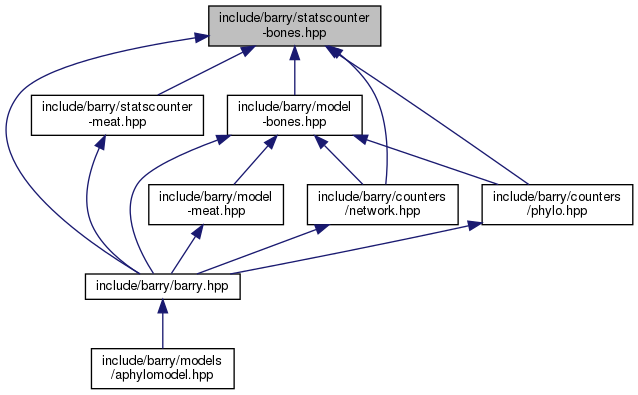 include/barry/statscounter
-bones.hpp
include/barry/statscounter
-meat.hpp
include/barry/model
-bones.hpp
include/barry/model
-meat.hpp
include/barry/counters
/network.hpp
include/barry/counters
/phylo.hpp
include/barry/barry.hpp
include/barry/models
/aphylomodel.hpp